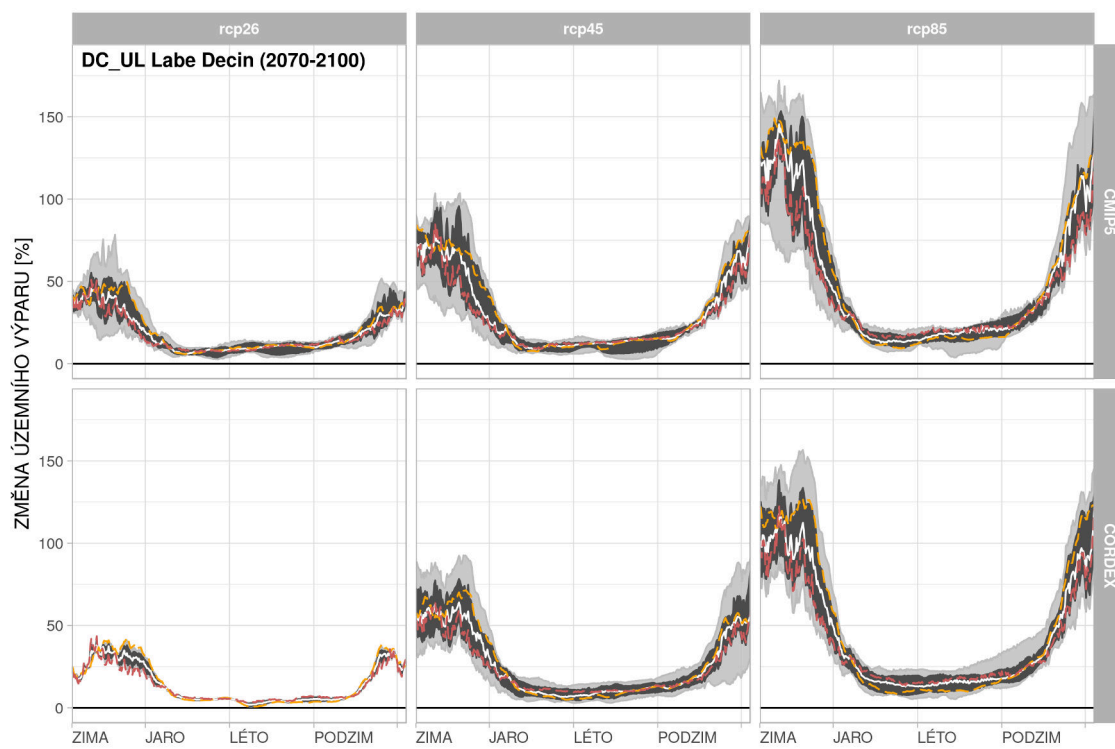 rcp26 rcp45 rcp85
DC_UL Labe Decin (2070-2100)
ZMĚNA ÚZEMNÍHO VÝPARU [%]
150
100
50
0
CMIP5
150
100
50
0
CORDEX
ZIMA JARO LÉTO PODZIM ZIMA JARO LÉTO PODZIM ZIMA JARO LÉTO PODZIM